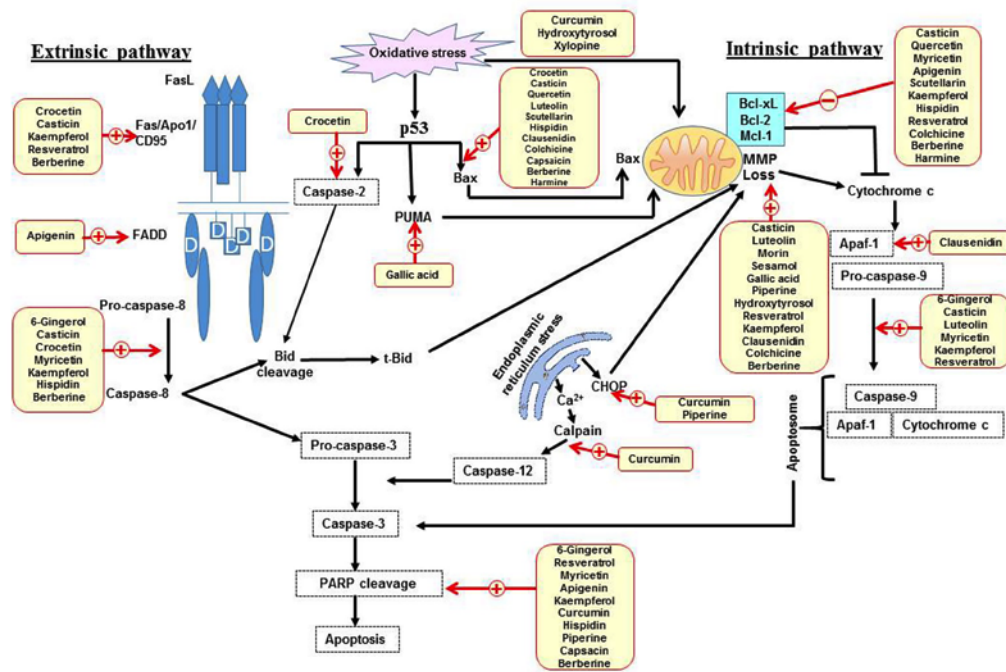 Extrinsic pathway
FasL
Crocetin
Casticin
Kaempferol
Resveratrol
Berberine
+
Fas/Apo1/
CD95
Apigenin
+
FADD
D
D
D
D
D
Pro-caspase-8
6-Gingerol
Casticin
Crocetin
Myricetin
Kaempferol
Hispidin
Berberine
+
Caspase-8
Oxidative stress
Curcumin
Hydroxytyrosol
Xylopine
p53
Crocetin
+
Caspase-2
Crocetin
Casticin
Quercetin
Luteolin
Scutellarin
Hispidin
Clausenidin
Colchicine
Capsaicin
Berberine
Harmine
+
Bax
Bax
PUMA
+
Gallic acid
Bid
cleavage
t-Bid
Intrinsic pathway
Bcl-xL
Bcl-2
Mcl-1
−
Casticin
Quercetin
Myricetin
Apigenin
Scutellarin
Kaempferol
Hispidin
Resveratrol
Colchicine
Berberine
Harmine
MMP
Loss
+
Casticin
Luteolin
Morin
Sesamol
Gallic acid
Piperine
Hydroxytyrosol
Resveratrol
Kaempferol
Clausenidin
Colchicine
Berberine
Cytochrome c
Apaf-1
+
Clausenidin
Pro-caspase-9
+
6-Gingerol
Casticin
Luteolin
Myricetin
Kaempferol
Resveratrol
Caspase-9
Apaf-1
Cytochrome c
Apoptosome
Endoplasmic
reticulum stress
CHOP
+
Curcumin
Piperine
Ca2+
Calpain
+
Curcumin
Caspase-12
Pro-caspase-3
Caspase-3
PARP cleavage
+
6-Gingerol
Resveratrol
Myricetin
Apigenin
Kaempferol
Curcumin
Hispidin
Piperine
Capsacin
Berberine
Apoptosis